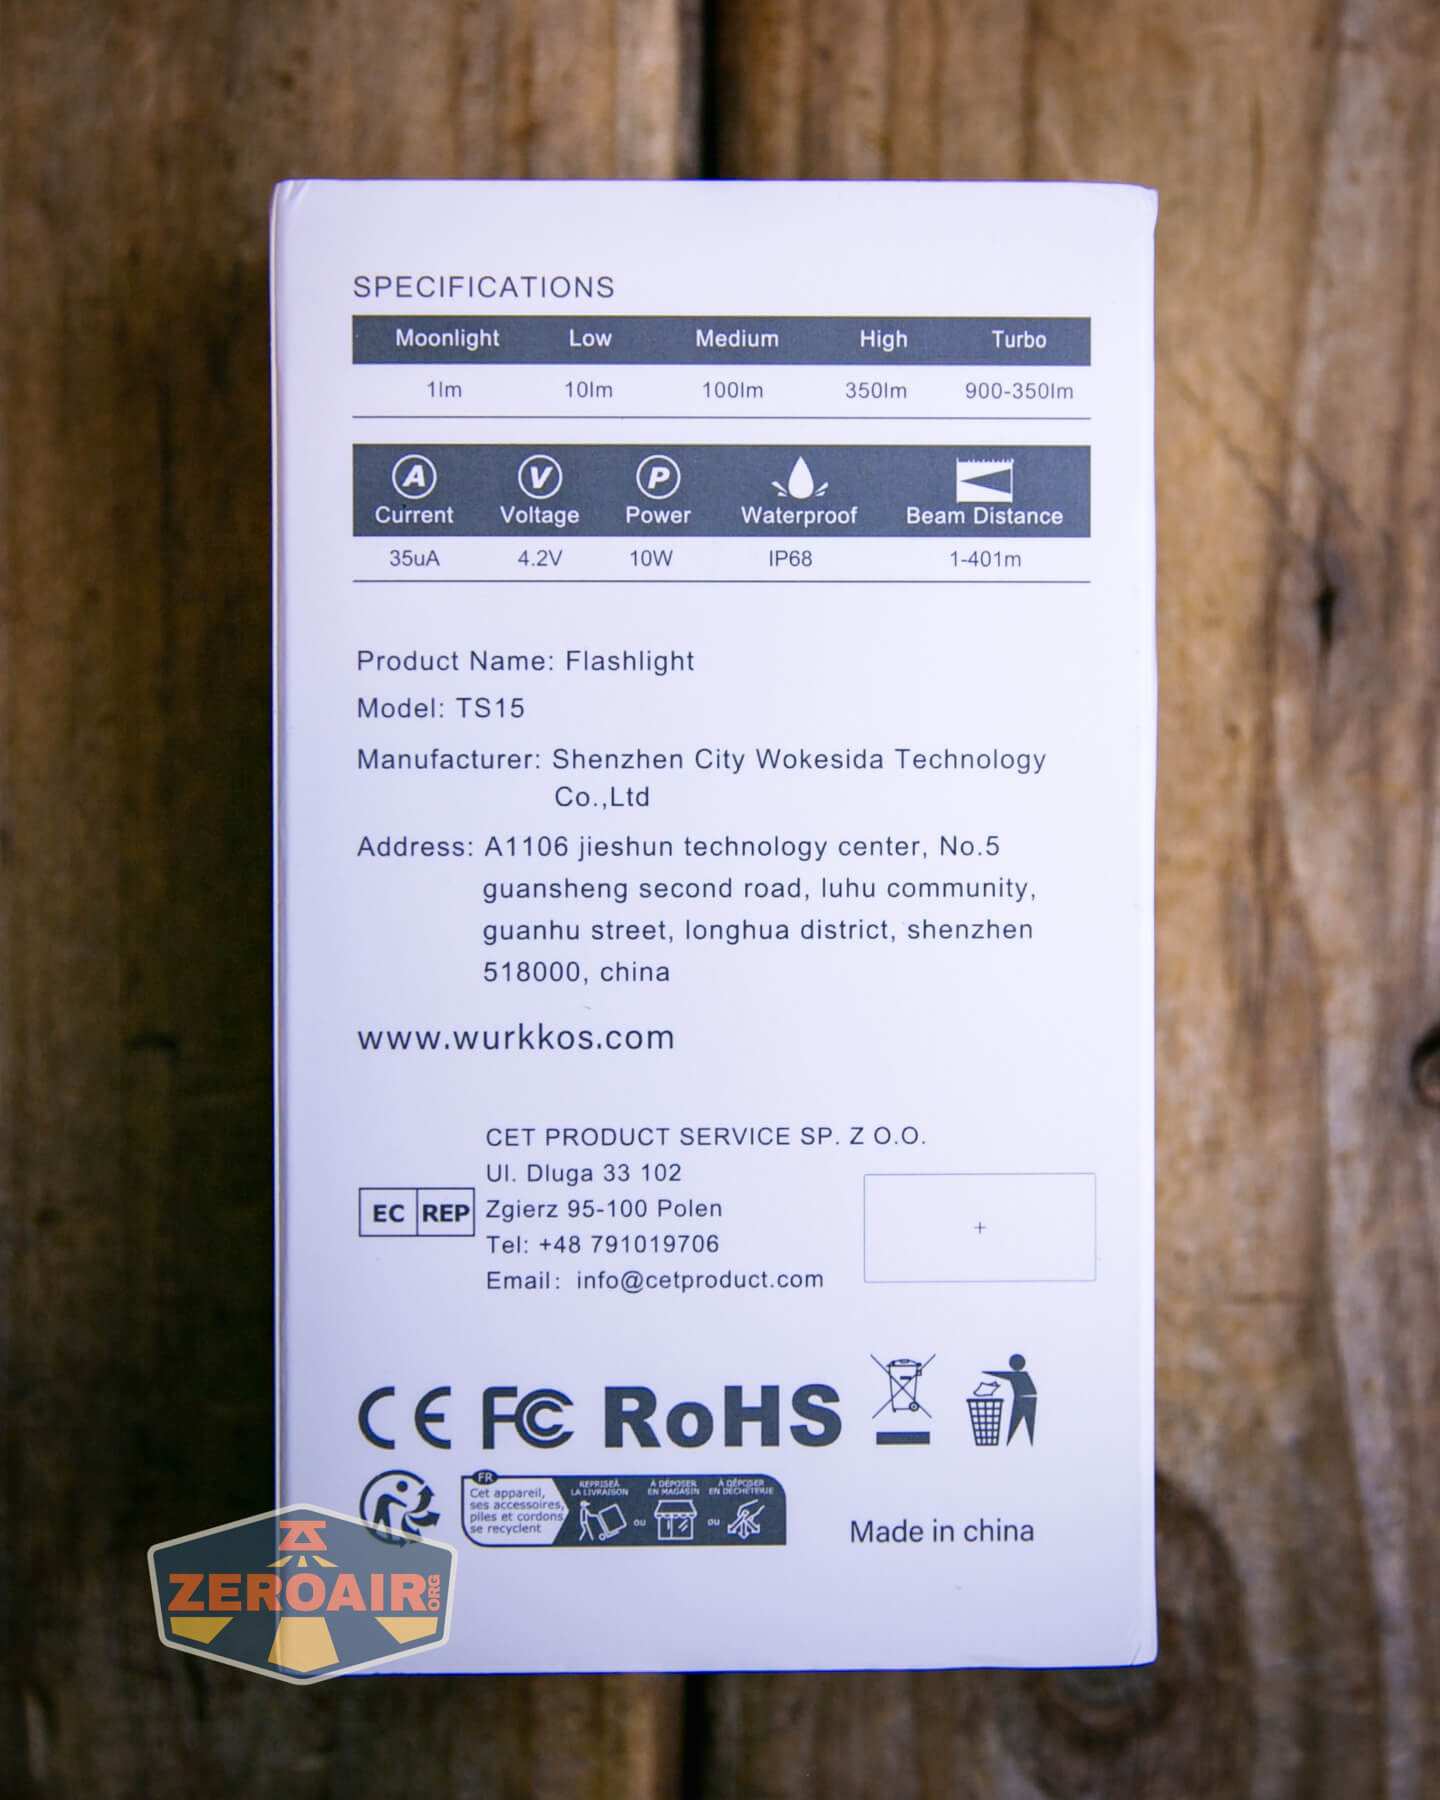 SPECIFICATIONS
Moonlight Low Medium High Turbo
1lm 10lm 100lm 350lm 900-350lm
A V P
Current Voltage Power Waterproof Beam Distance
35uA 4.2V 10W IP68 1-401m
Product Name: Flashlight
Model: TS15
Manufacturer: Shenzhen City Wokesida Technology
Co.,Ltd
Address: A1106 jieshun technology center, No.5
guansheng second road, luhu community,
guanhu street, longhua district, shenzhen
518000, china
www.wurkkos.com
CET PRODUCT SERVICE SP. Z O.O.
Ul. Dluga 33 102
EC REP Zgierz 95-100 Polen
Tel: +48 791019706
Email: info@cetproduct.com
CE FC RoHS
FR
Cet appareil,
ses accessoires,
piles et cordons
se recyclent
REPRISEÀ
LA LIVRAISON
ou
À DÉPOSER
EN MAGASIN
ou
À DÉPOSER
EN DÉCHÈTERIE
Made in china
ZEROAIR.ORG